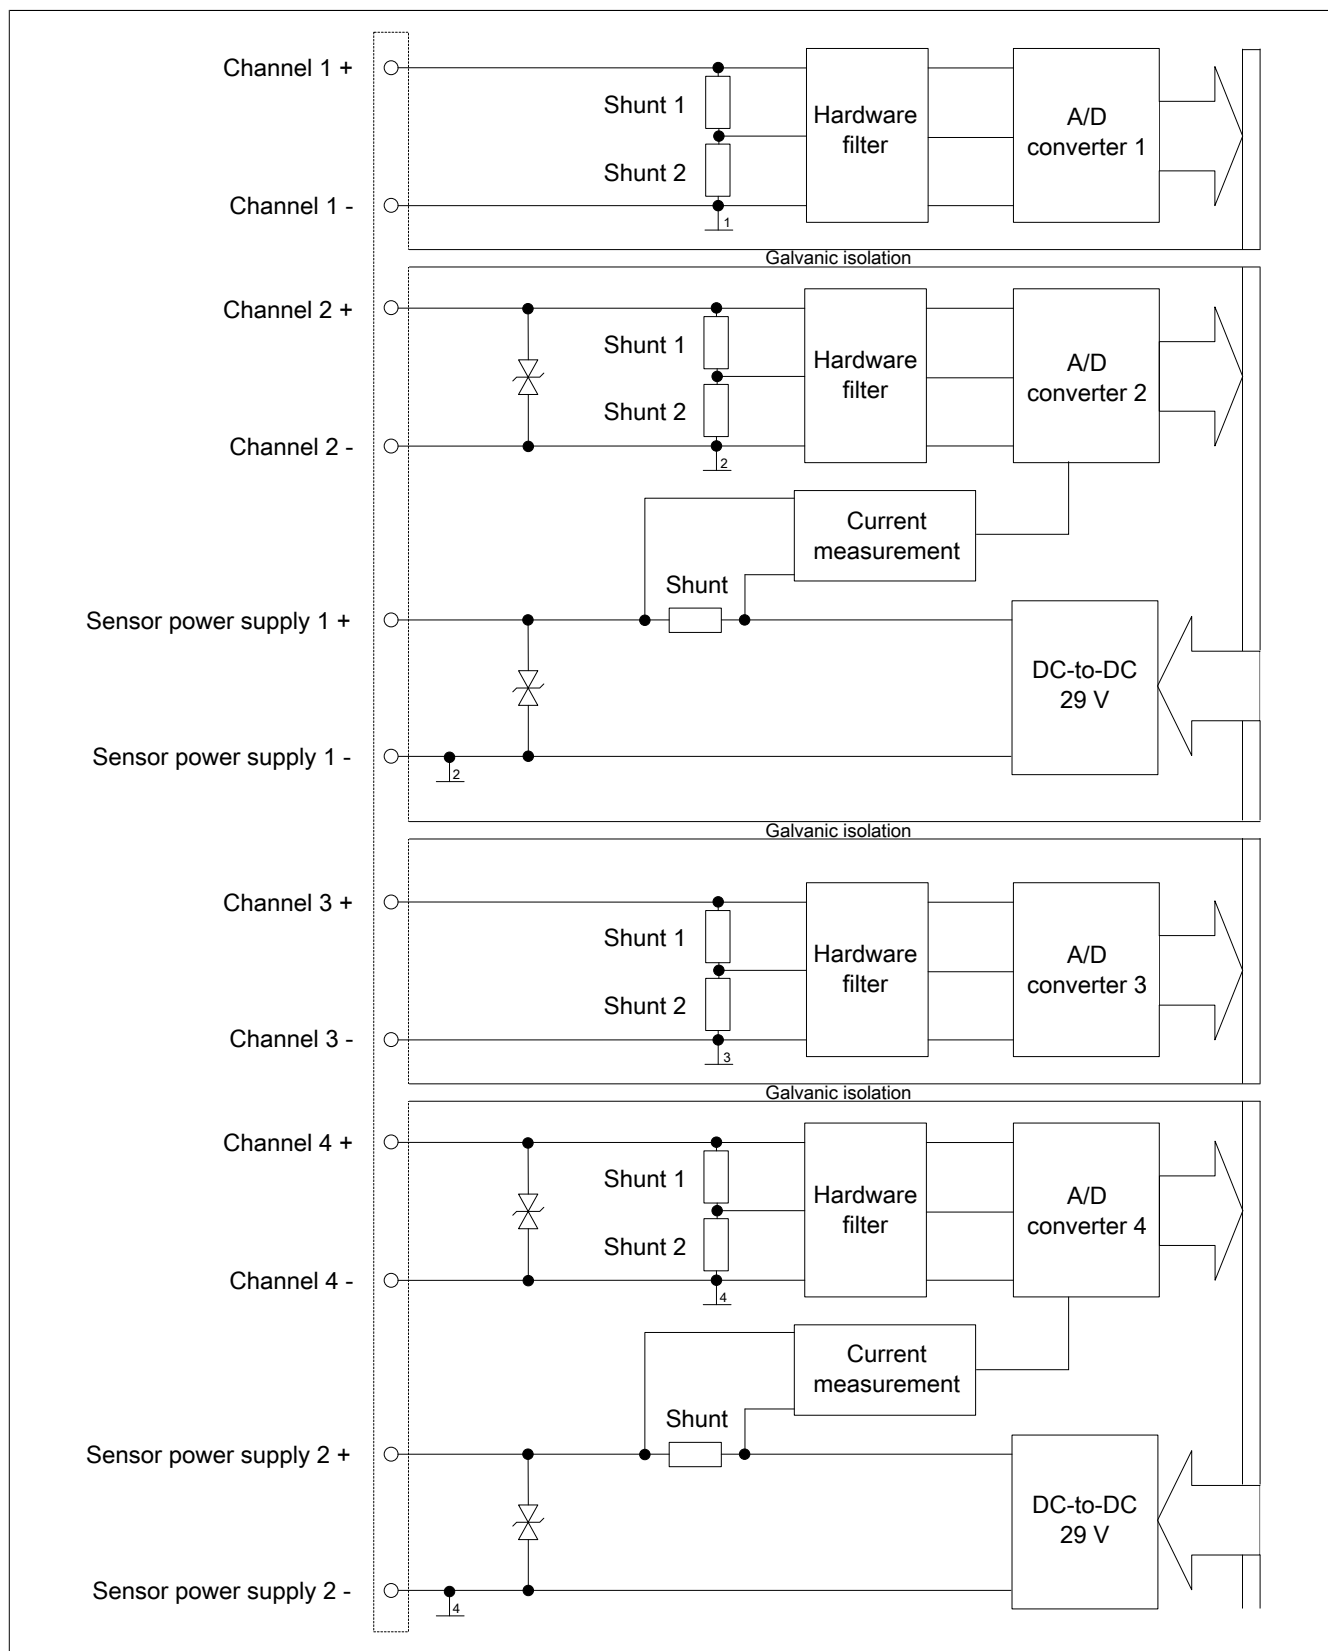 Channel 1 +
Shunt 1
Shunt 2
Channel 1 -
1
Hardware
filter
A/D
converter 1
Galvanic isolation
Channel 2 +
Shunt 1
Shunt 2
Channel 2 -
2
Hardware
filter
A/D
converter 2
Current
measurement
Shunt
Sensor power supply 1 +
DC-to-DC
29 V
Sensor power supply 1 -
2
Galvanic isolation
Channel 3 +
Shunt 1
Shunt 2
Channel 3 -
3
Hardware
filter
A/D
converter 3
Galvanic isolation
Channel 4 +
Shunt 1
Shunt 2
Channel 4 -
4
Hardware
filter
A/D
converter 4
Current
measurement
Shunt
Sensor power supply 2 +
DC-to-DC
29 V
Sensor power supply 2 -
4